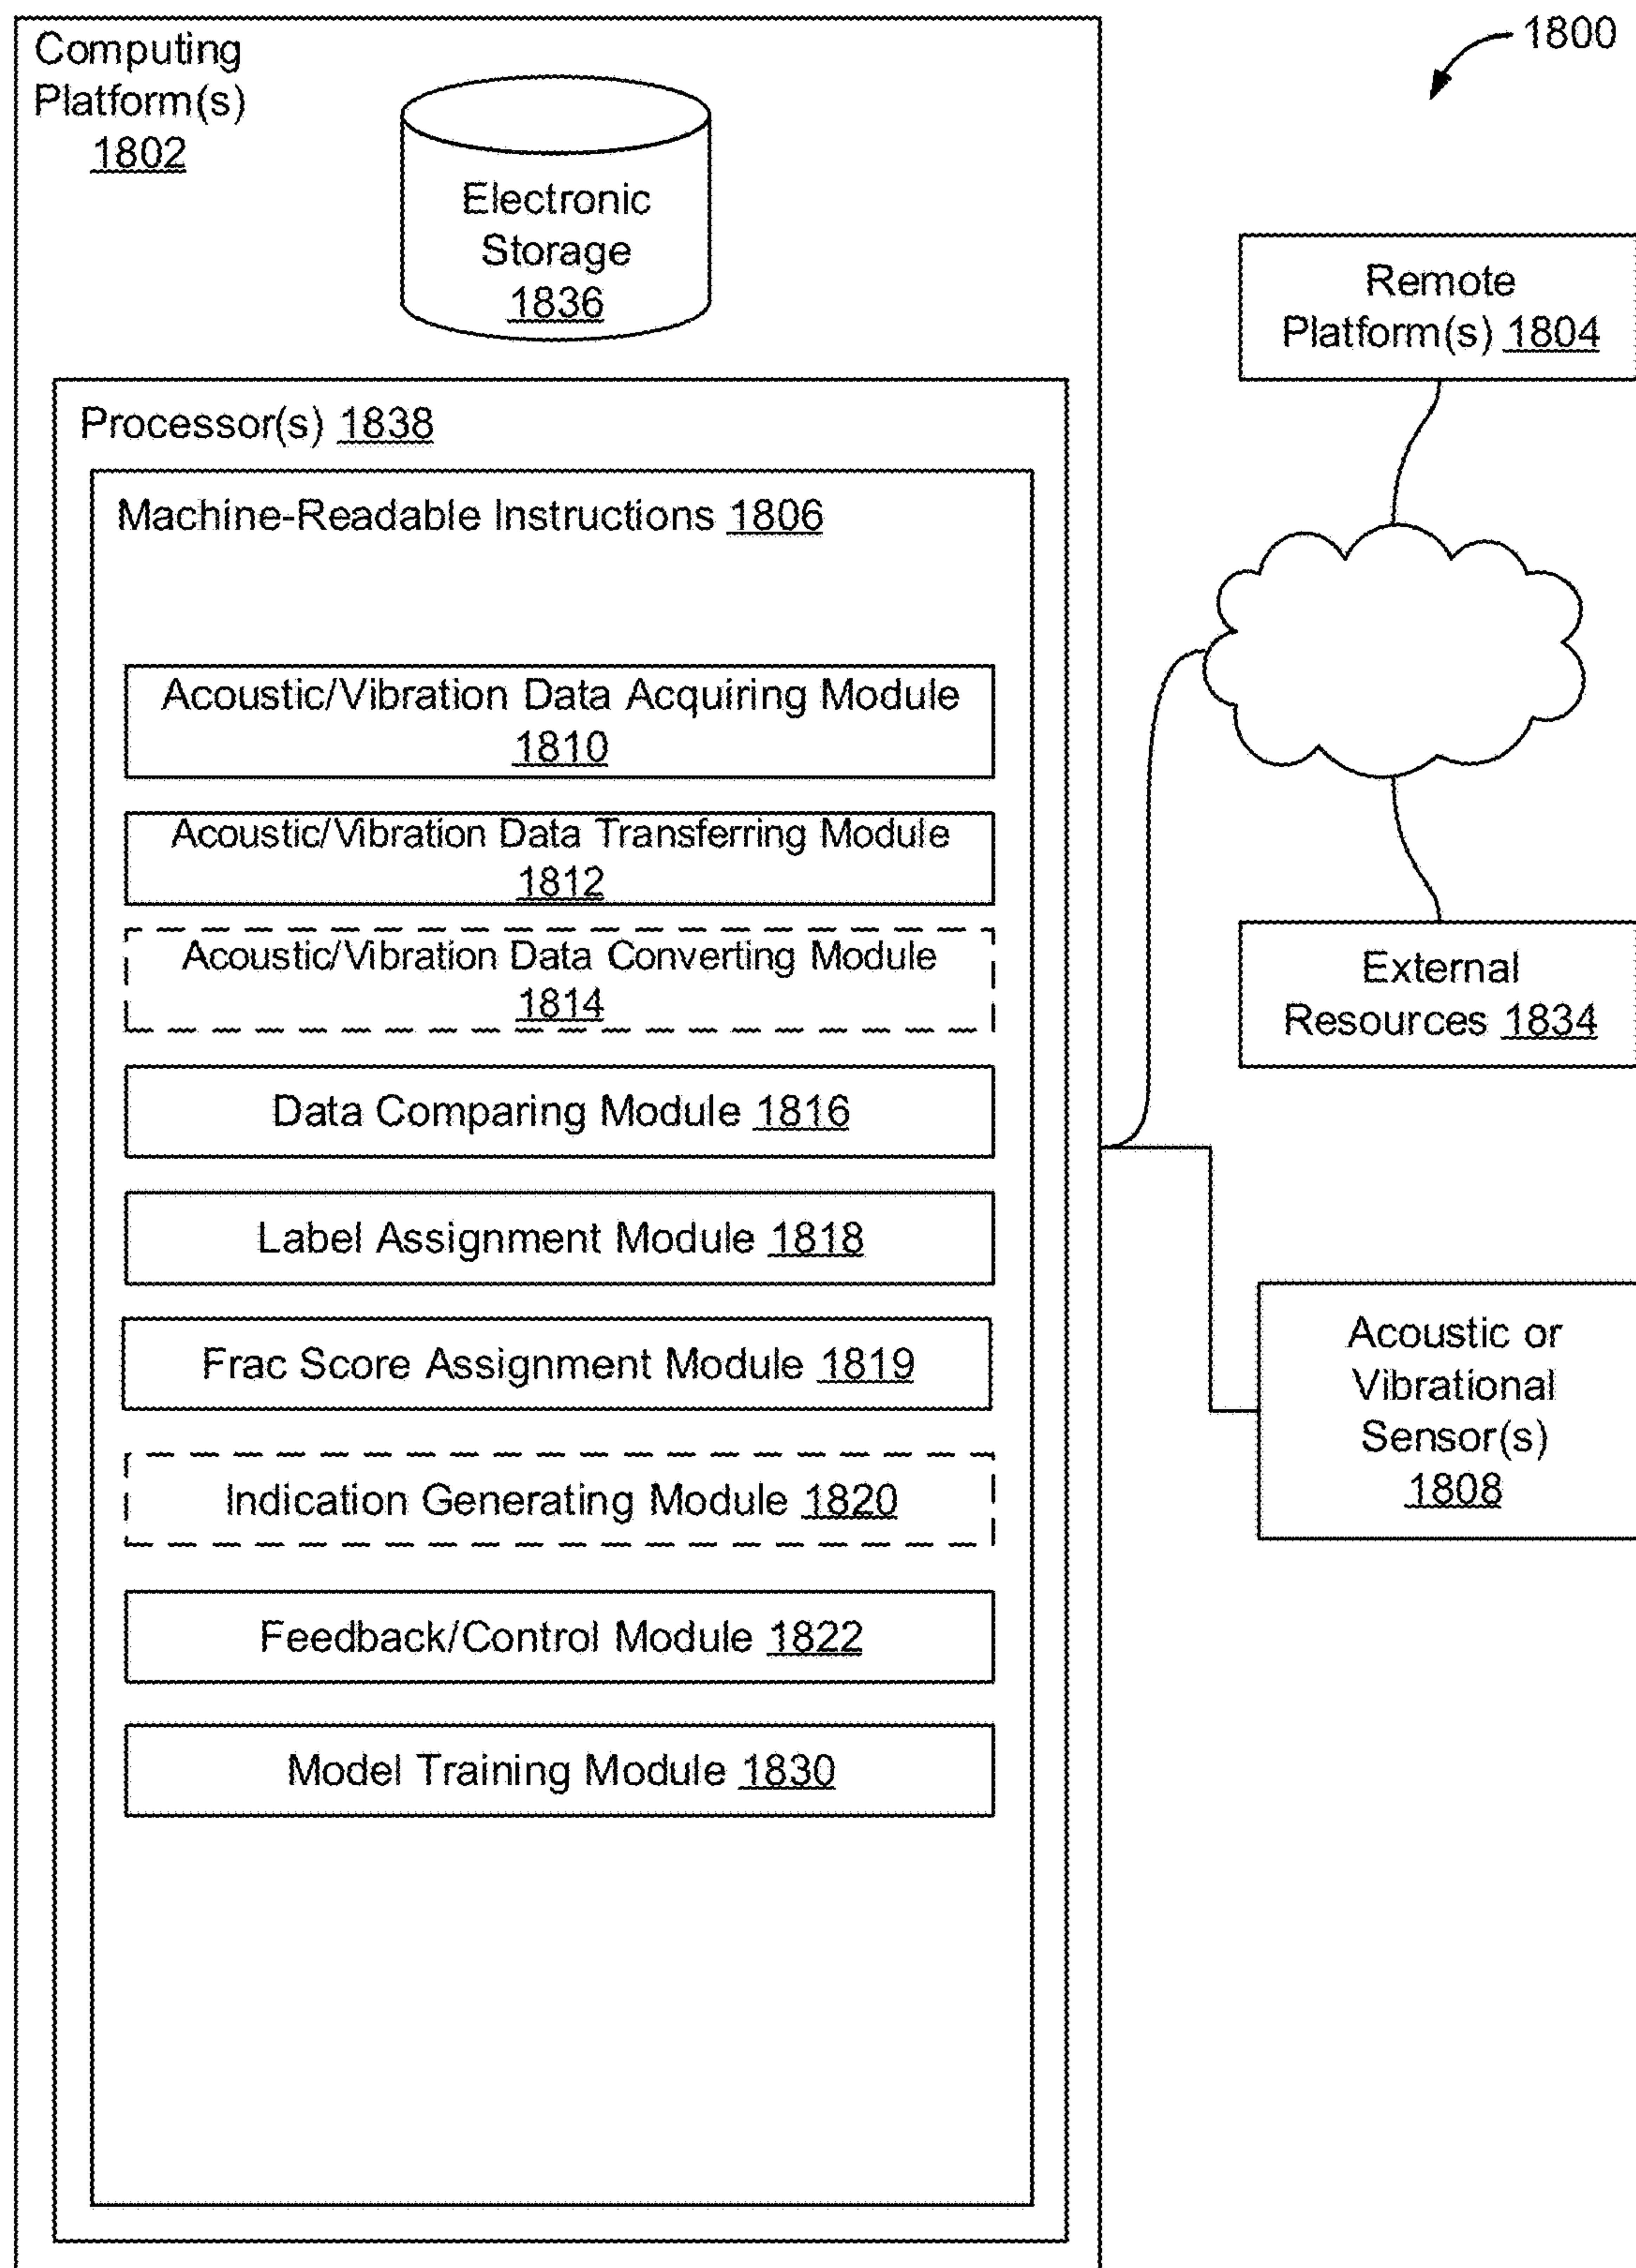 Computing
Platform(s)
1802
1800
Electronic
Storage
1836
Remote
Platform(s) 1804
Processor(s) 1838
Machine-Readable Instructions 1806
Acoustic/Vibration Data Acquiring Module
1810
Acoustic/Vibration Data Transferring Module
1812
Acoustic/Vibration Data Converting Module
1814
External
Resources 1834
Data Comparing Module 1816
Label Assignment Module 1818
Frac Score Assignment Module 1819
Acoustic or
Vibrational
Sensor(s)
1808
Indication Generating Module 1820
Feedback/Control Module 1822
Model Training Module 1830